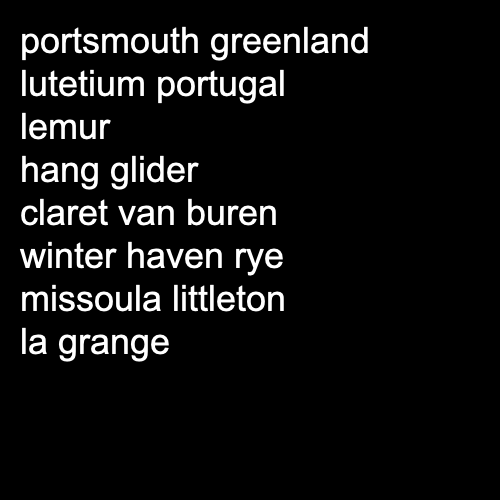 portsmouth greenland
lutetium portugal
lemur
hang glider
claret van buren
winter haven rye
missoula littleton
la grange